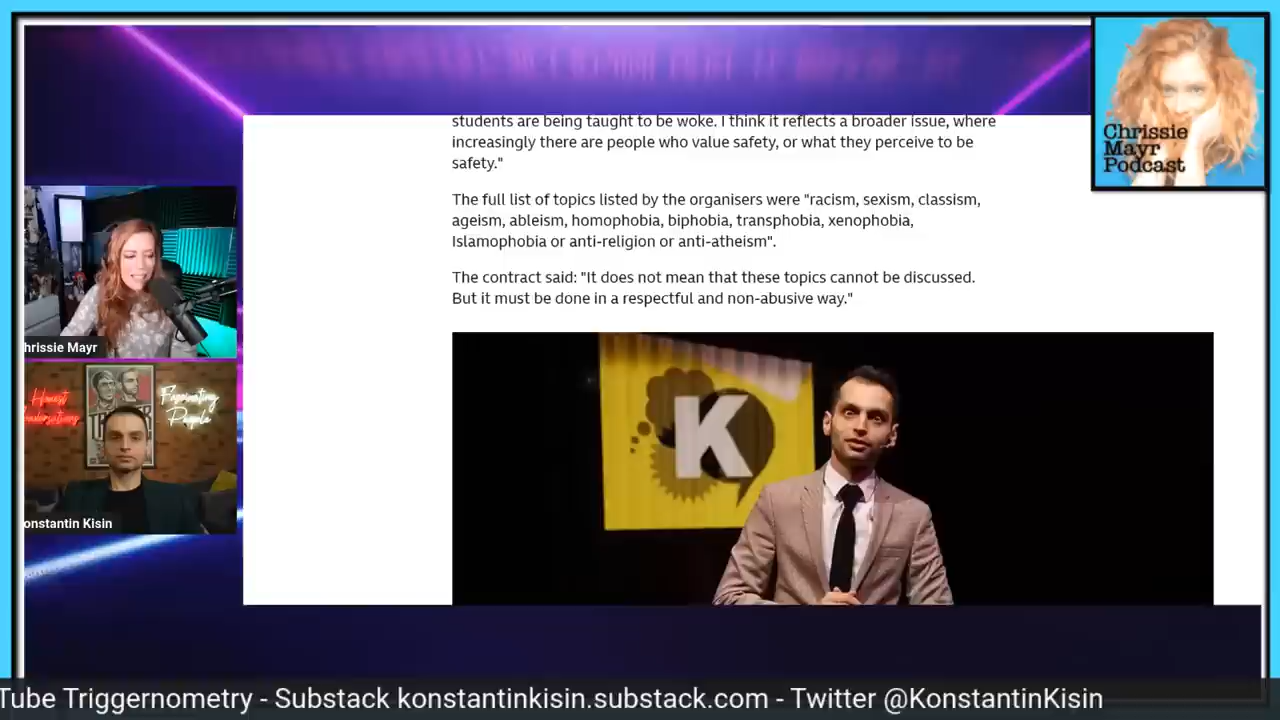 students are being taught to be woke. I think it reflects a broader issue, where
increasingly there are people who value safety, or what they perceive to be
safety."
The full list of topics listed by the organisers were "racism, sexism, classism,
ageism, ableism, homophobia, biphobia, transphobia, xenophobia,
Islamophobia or anti-religion or anti-atheism".
The contract said: "It does not mean that these topics cannot be discussed.
But it must be done in a respectful and non-abusive way."
K
Chrissie
Mayr
Podcast
hrissie Mayr
Honest
Fascinating
People
onstantin Kisin
Tube Triggernometry - Substack konstantinkisin.substack.com - Twitter @KonstantinKisin